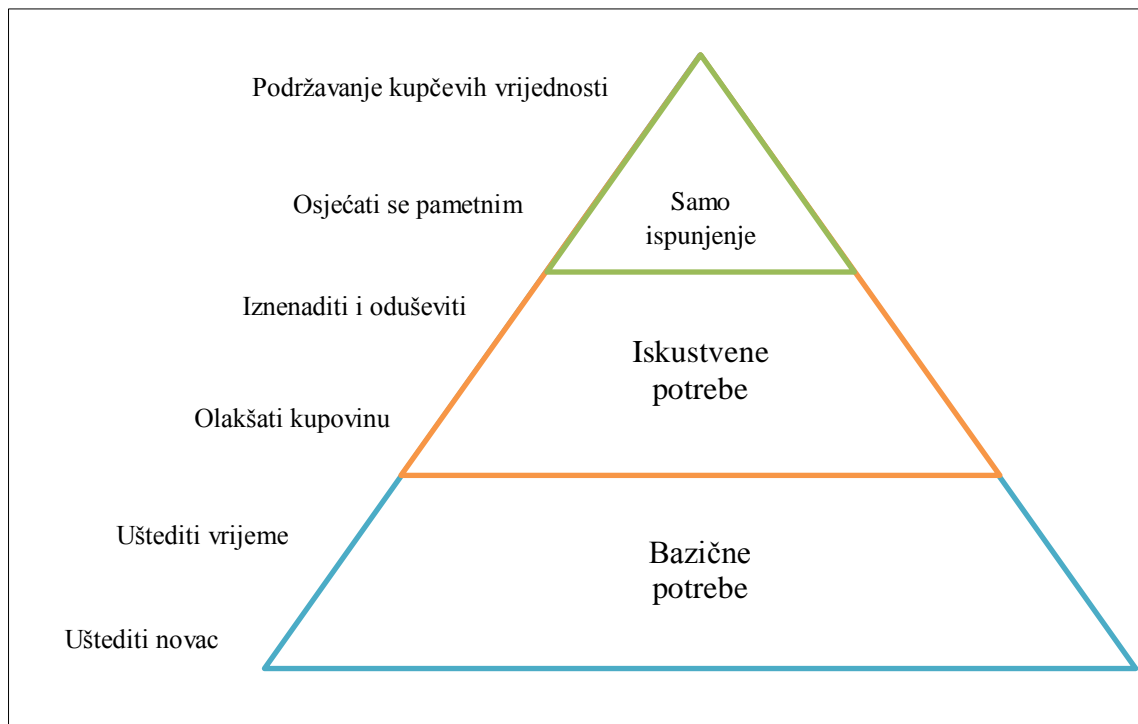 Podržavanje kupčevih vrijednosti
Osjećati se pametnim
Samo
ispunjenje
Iznenaditi i oduševiti
Iskustvene
potrebe
Olakšati kupovinu
Uštediti vrijeme
Bazične
potrebe
Uštediti novac